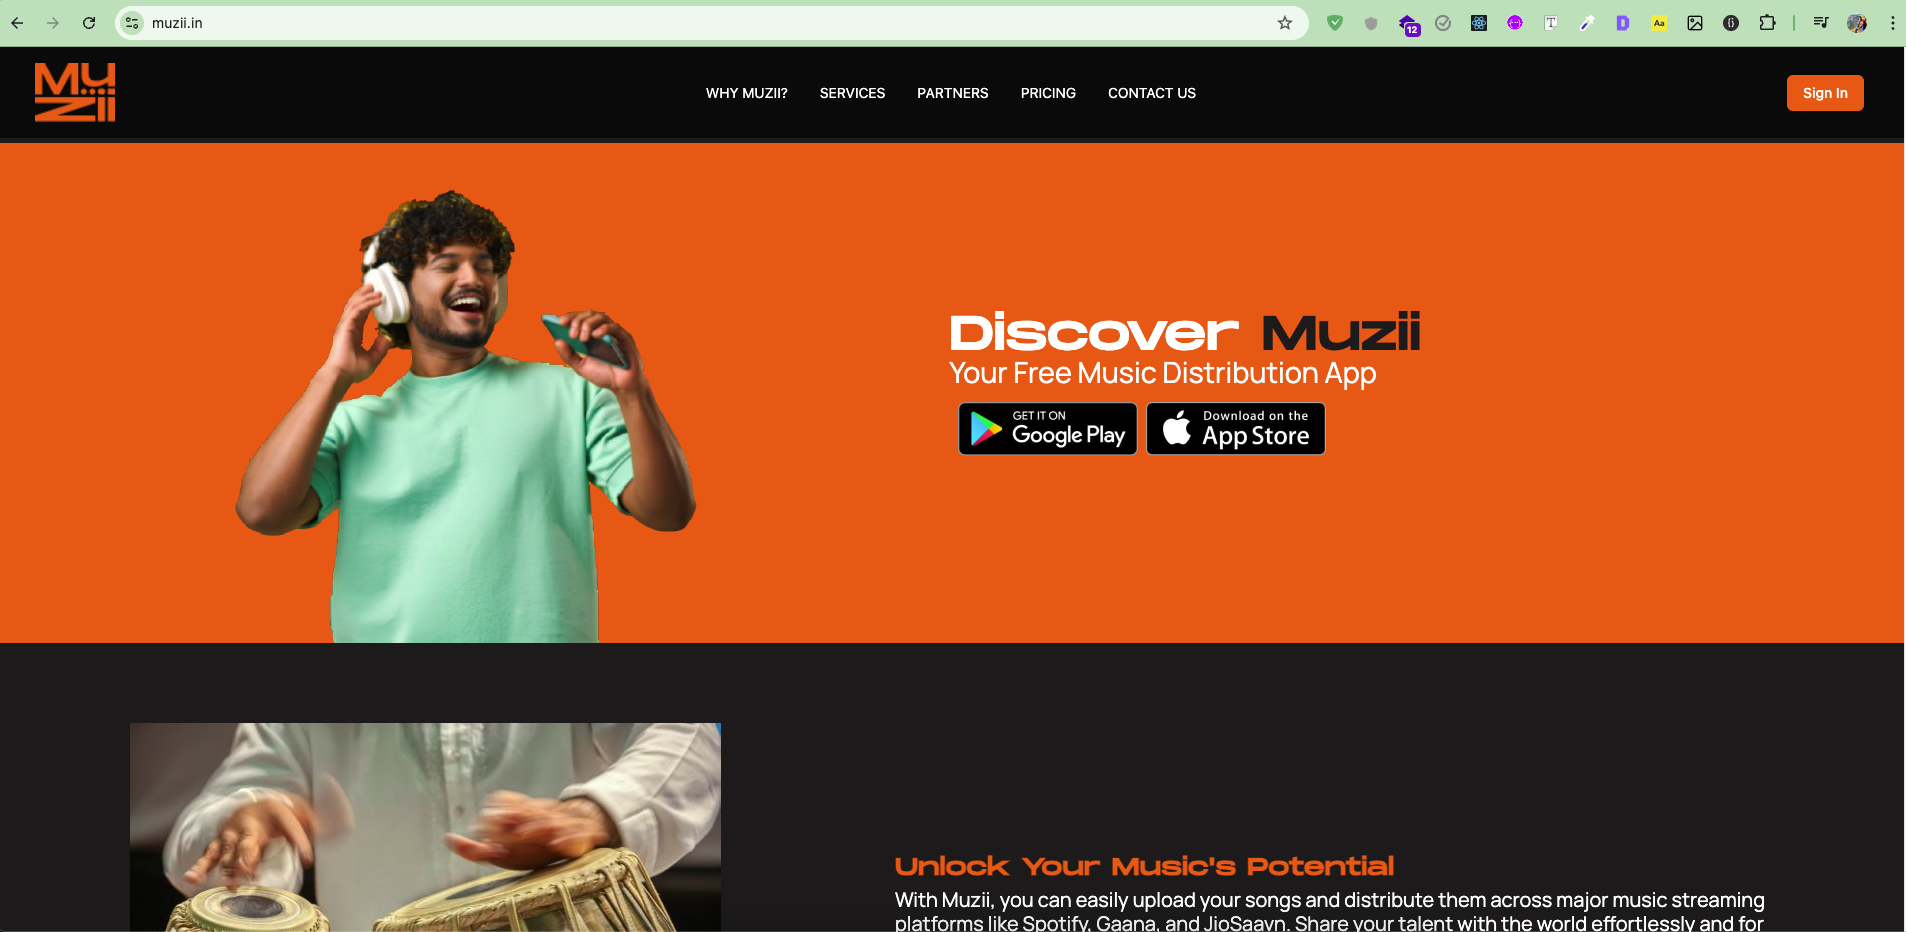 muzii.in
12
T
Aa
Muzii
WHY MUZII?
SERVICES
PARTNERS
PRICING
CONTACT US
Sign In
Discover Muzii
Your Free Music Distribution App
GET IT ON
Google Play
Download on the
App Store
Unlock Your Music's Potential
With Muzii, you can easily upload your songs and distribute them across major music streaming
platforms like Spotify, Gaana, and JioSaavn. Share your talent with the world effortlessly and for